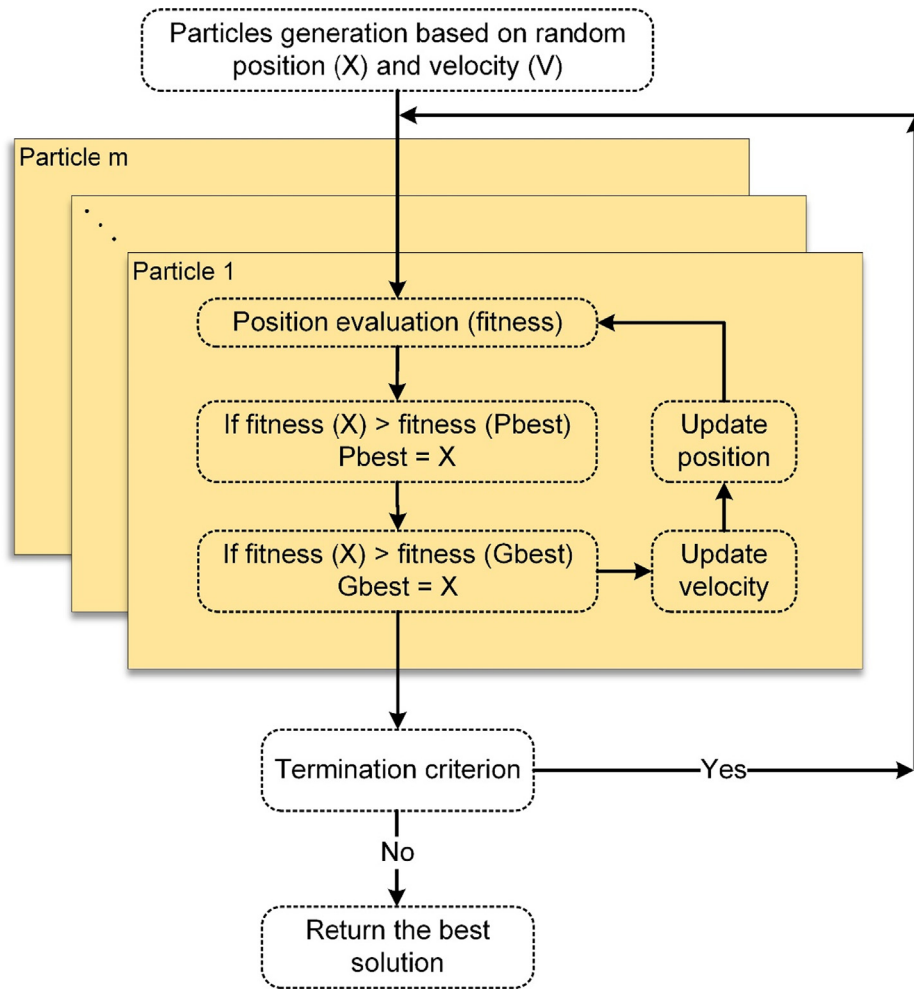 Particles generation based on random
position (X) and velocity (V)
Particle m
. . .
Particle 1
Position evaluation (fitness)
If fitness (X) > fitness (Pbest)
Pbest = X
Update
position
If fitness (X) > fitness (Gbest)
Gbest = X
Update
velocity
Termination criterion
Yes
No
Return the best
solution